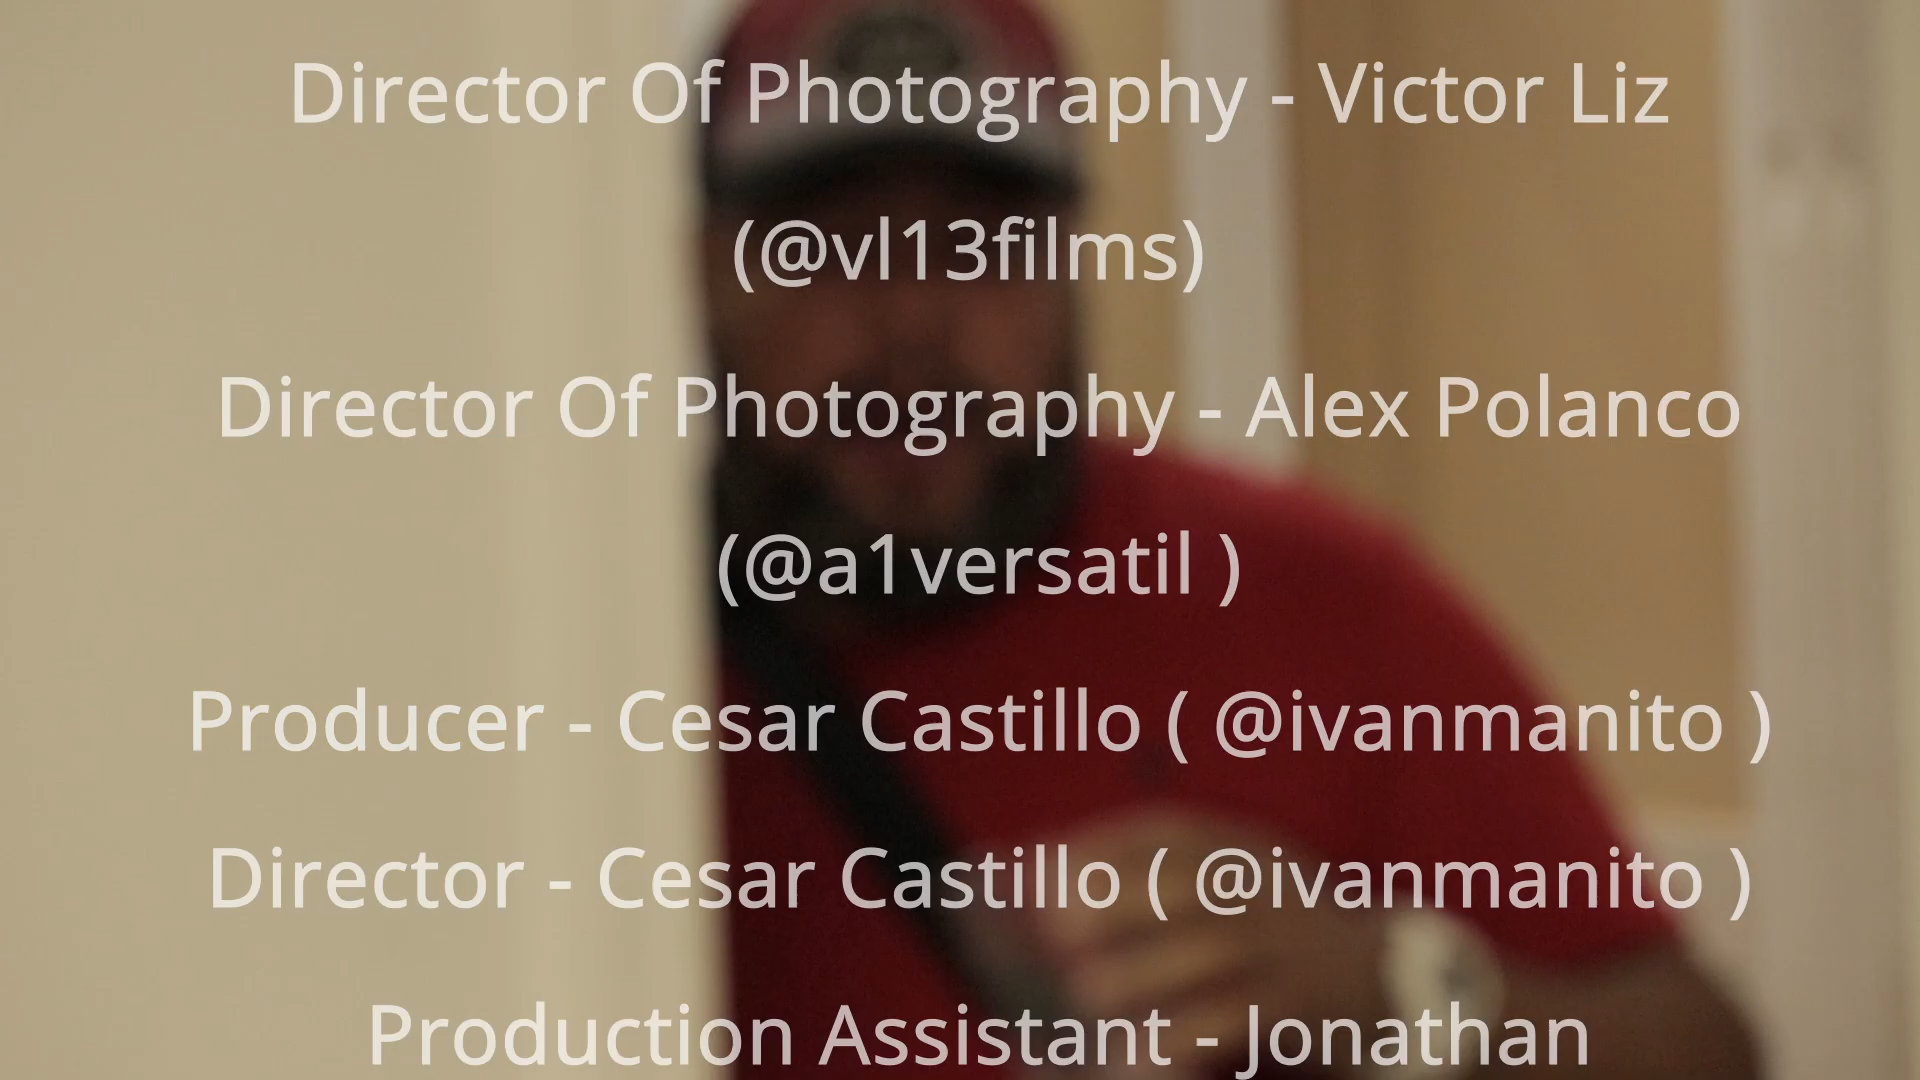 Director Of Photography - Victor Liz
(@vl13films)
Director Of Photography - Alex Polanco
(@a1versatil )
Producer - Cesar Castillo ( @ivanmanito )
Director - Cesar Castillo ( @ivanmanito )
Production Assistant - Jonathan